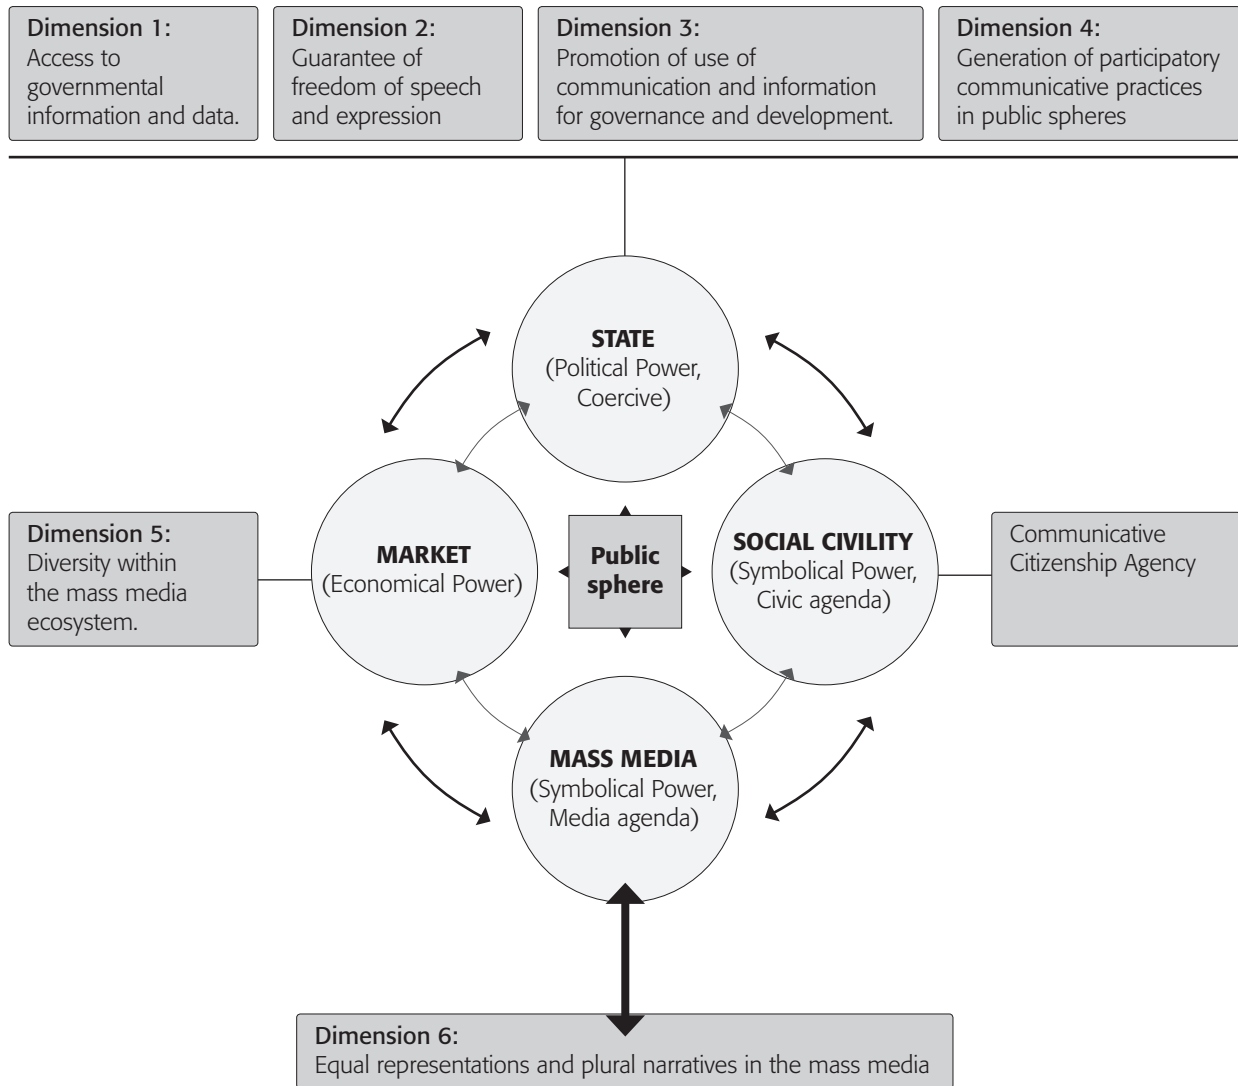 Dimension 1:
Access to
governmental
information and data.
Dimension 2:
Guarantee of
freedom of speech
and expression
Dimension 3:
Promotion of use of
communication and information
for governance and development.
Dimension 4:
Generation of participatory
communicative practices
in public spheres
STATE
(Political Power,
Coercive)
Dimension 5:
Diversity within
the mass media
ecosystem.
MARKET
(Economical Power)
Public
sphere
SOCIAL CIVILITY
(Symbolical Power,
Civic agenda)
Communicative
Citizenship Agency
MASS MEDIA
(Symbolical Power,
Media agenda)
Dimension 6:
Equal representations and plural narratives in the mass media